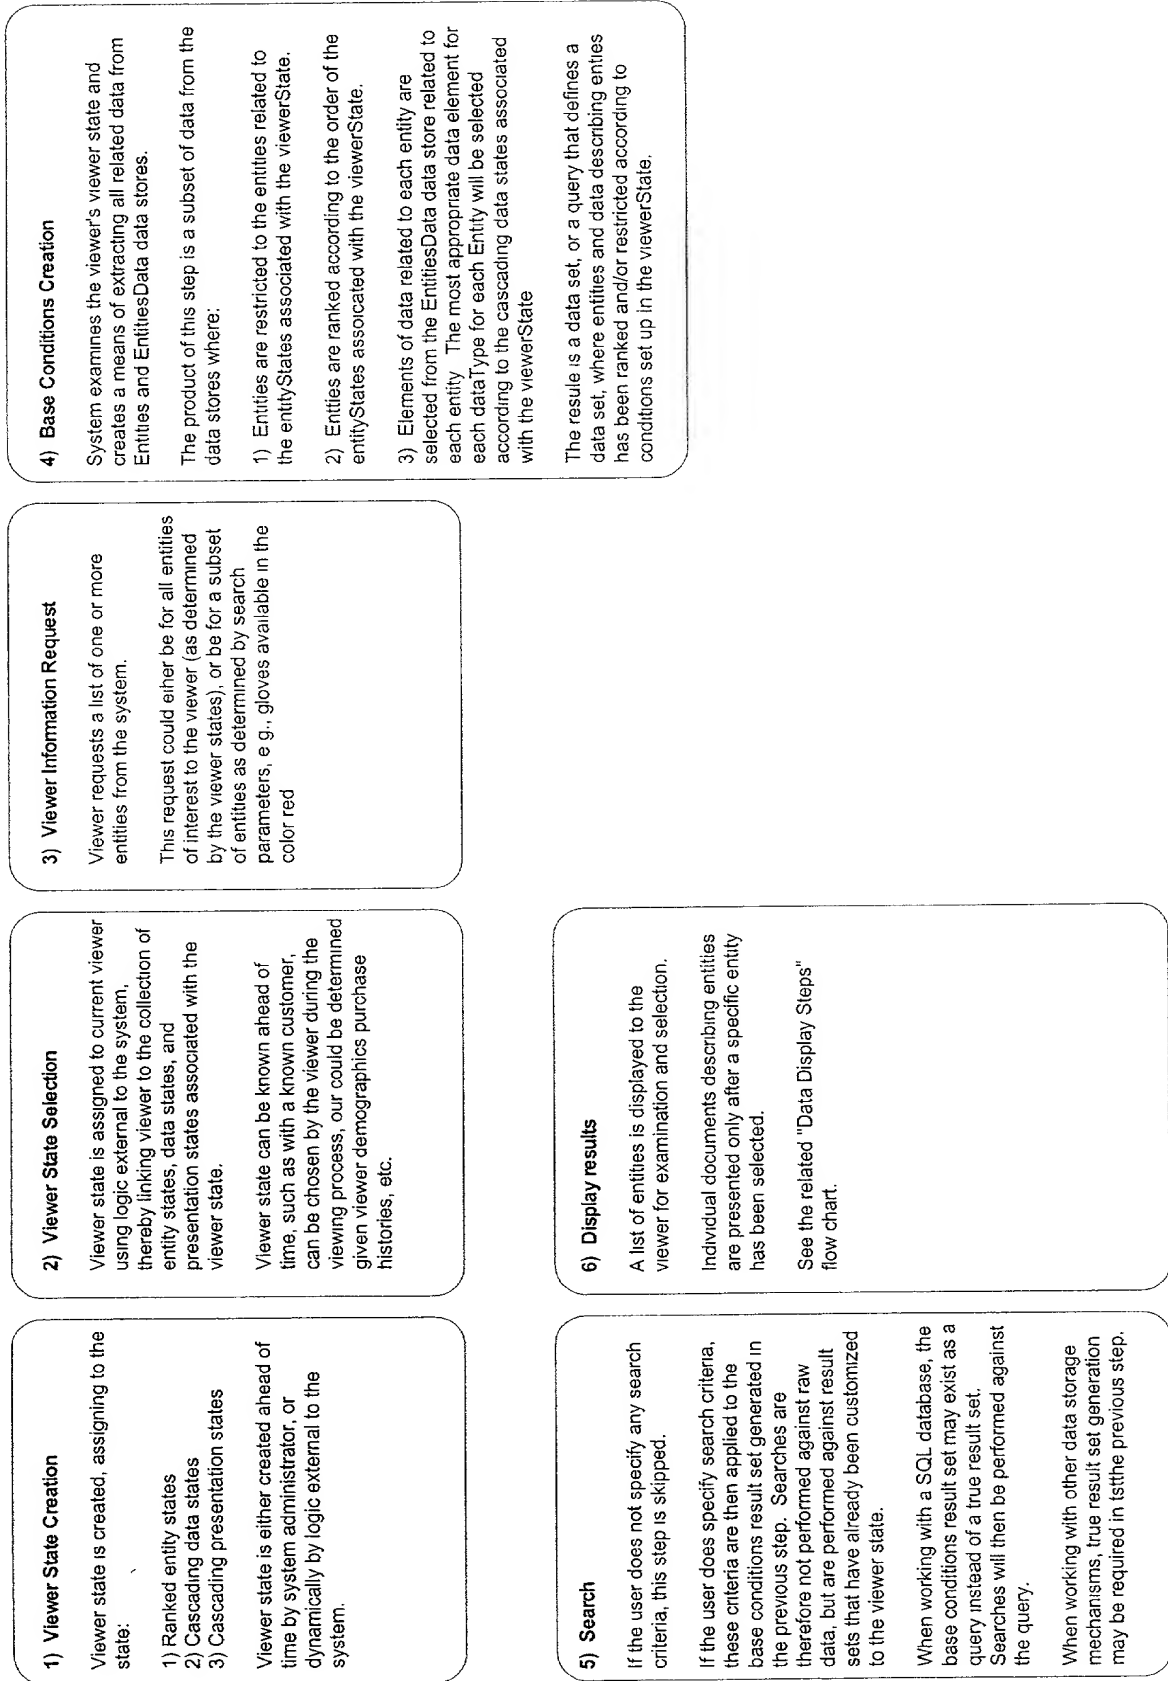 1) Viewer State Creation
Viewer state is created, assigning to the
state:
1) Ranked entity states
2) Cascading data states
3) Cascading presentation states
Viewer state is either created ahead of
time by system administrator, or
dynamically by logic external to the
system.
2) Viewer State Selection
Viewer state is assigned to current viewer
using logic external to the system,
thereby linking viewer to the collection of
entity states, data states, and
presentation states associated with the
viewer state.
Viewer state can be known ahead of
time, such as with a known customer,
can be chosen by the viewer during the
viewing process, our could be determined
given viewer demographics purchase
histories, etc.
3) Viewer Information Request
Viewer requests a list of one or more
entities from the system.
This request could eiher be for all entities
of interest to the viewer (as determined
by the viewer states), or be for a subset
of entities as determined by search
parameters, e g., gloves available in the
color red
4) Base Conditions Creation
System examines the viewer's viewer state and
creates a means of extracting all related data from
Entities and EntitiesData data stores.
The product of this step is a subset of data from the
data stores where:
1) Entities are restricted to the entities related to
the entityStates associated with the viewerState.
2) Entties are ranked according to the order of the
entityStates assoicated with the viewerState.
3) Elements of data related to each entity are
selected from the EntitiesData data store related to
each entity The most appropriate data element for
each dataType for each Entity will be selected
according to the cascading data states associated
with the viewerState
The resule is a data set, or a query that defines a
data set, where entities and data describing enties
has been ranked and/or restricted according to
conditions set up in the viewerState.
5) Search
If the user does not specify any search
criteria, this step is skipped.
If the user does specify search criteria,
these criteria are then applied to the
base conditions result set generated in
the previous step. Searches are
therefore not performed against raw
data, but are performed against result
sets that have already been customized
to the viewer state.
When working with a SQL database, the
base conditions result set may exist as a
query instead of a true result set.
Searches will then be performed against
the query.
When working with other data storage
mechanisms, true result set generation
may be required in tstthe previous step.
6) Display results
A list of entities is displayed to the
viewer for examination and selection.
Individual documents describing entities
are presented only after a specific entity
has been selected.
See the related "Data Display Steps"
flow chart.